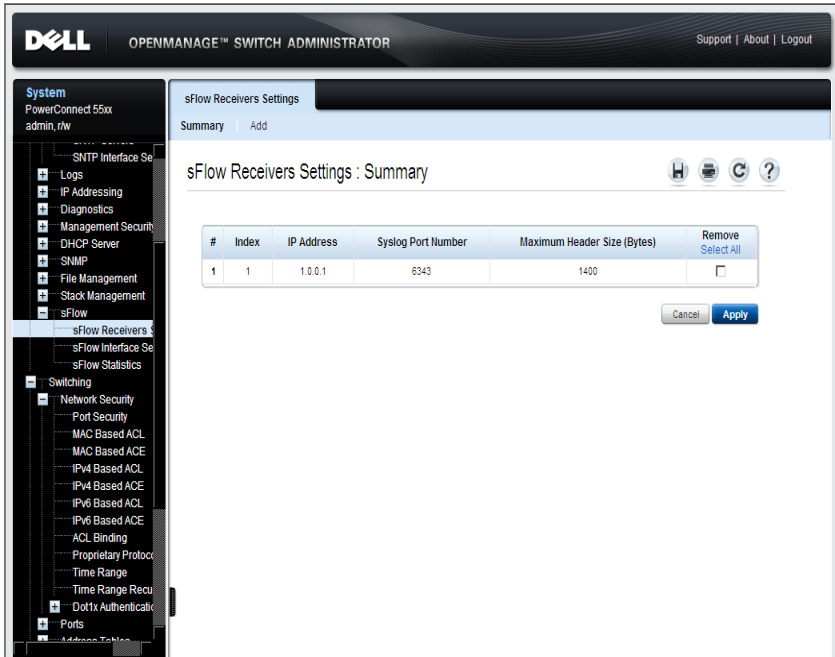 DELL
OPENMANAGE™ SWITCH ADMINISTRATOR
Support | About | Logout
System
PowerConnect 55xx
admin, r/w
SNTP Interface Se
Logs
IP Addressing
Diagnostics
Management Securit
DHCP Server
SNMP
File Management
Stack Management
sFlow
sFlow Receivers S
sFlow Interface Se
sFlow Statistics
Switching
Network Security
Port Security
MAC Based ACL
MAC Based ACE
IPv4 Based ACL
IPv4 Based ACE
IPv6 Based ACL
IPv6 Based ACE
ACL Binding
Proprietary Protoco
Time Range
Time Range Recu
Dot1x Authenticatio
Ports
Address Tables
sFlow Receivers Settings
Summary | Add
sFlow Receivers Settings : Summary
# Index IP Address Syslog Port Number Maximum Header Size (Bytes) Remove
Select All
1 1 1.0.0.1 6343 1400
Cancel Apply